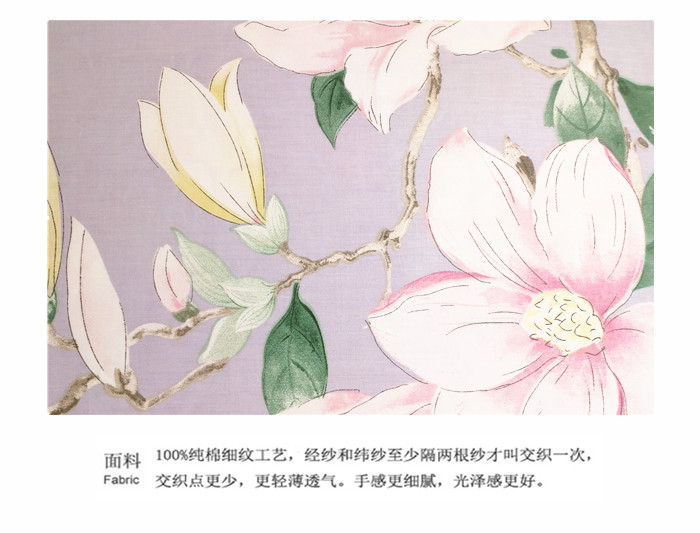 面料
Fabric
100%纯棉细纹工艺，经纱和纬纱至少隔两根纱才叫交织一次，
交织点更少，更轻薄透气。手感更细腻，光泽感更好。